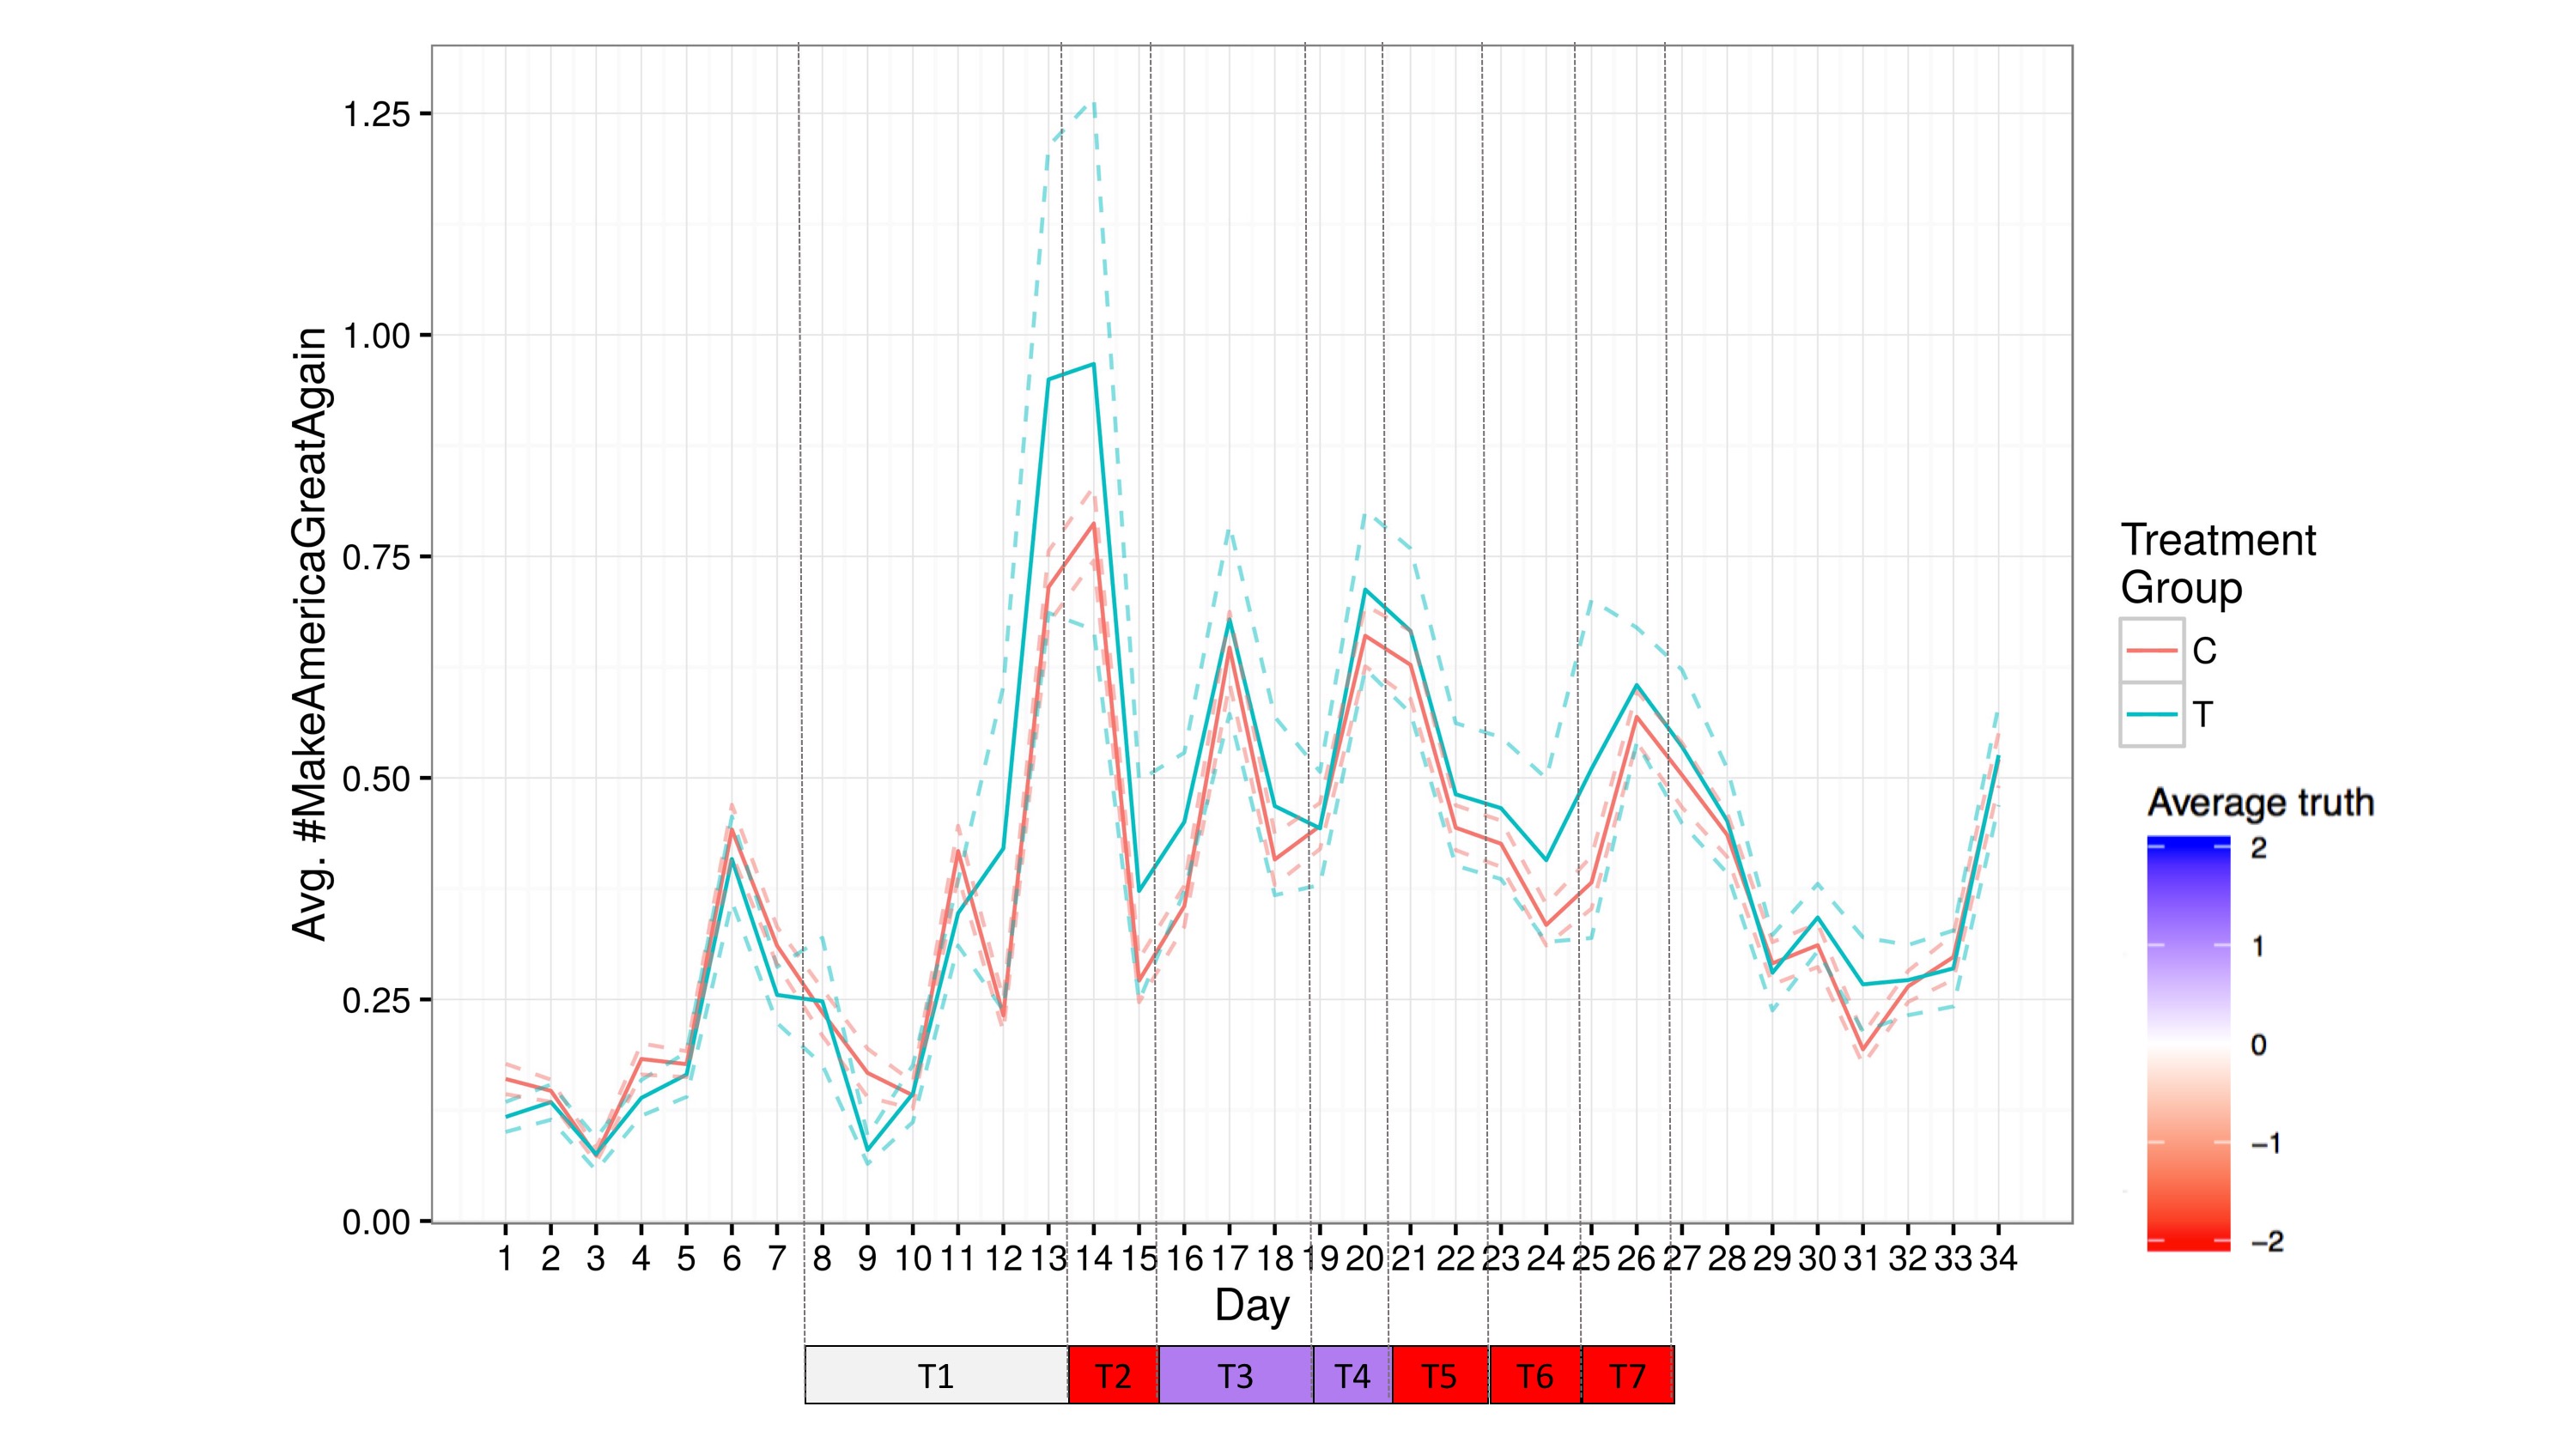 Avg. #MakeAmericaGreatAgain
1.25
1.00
0.75
0.50
0.25
0.00
1 2 3 4 5 6 7 8 9 10 11 12 13 14 15 16 17 18 19 20 21 22 23 24 25 26 27 28 29 30 31 32 33 34
Day
T1 T2 T3 T4 T5 T6 T7
Treatment
Group
C
T
Average truth
2
1
0
−1
−2